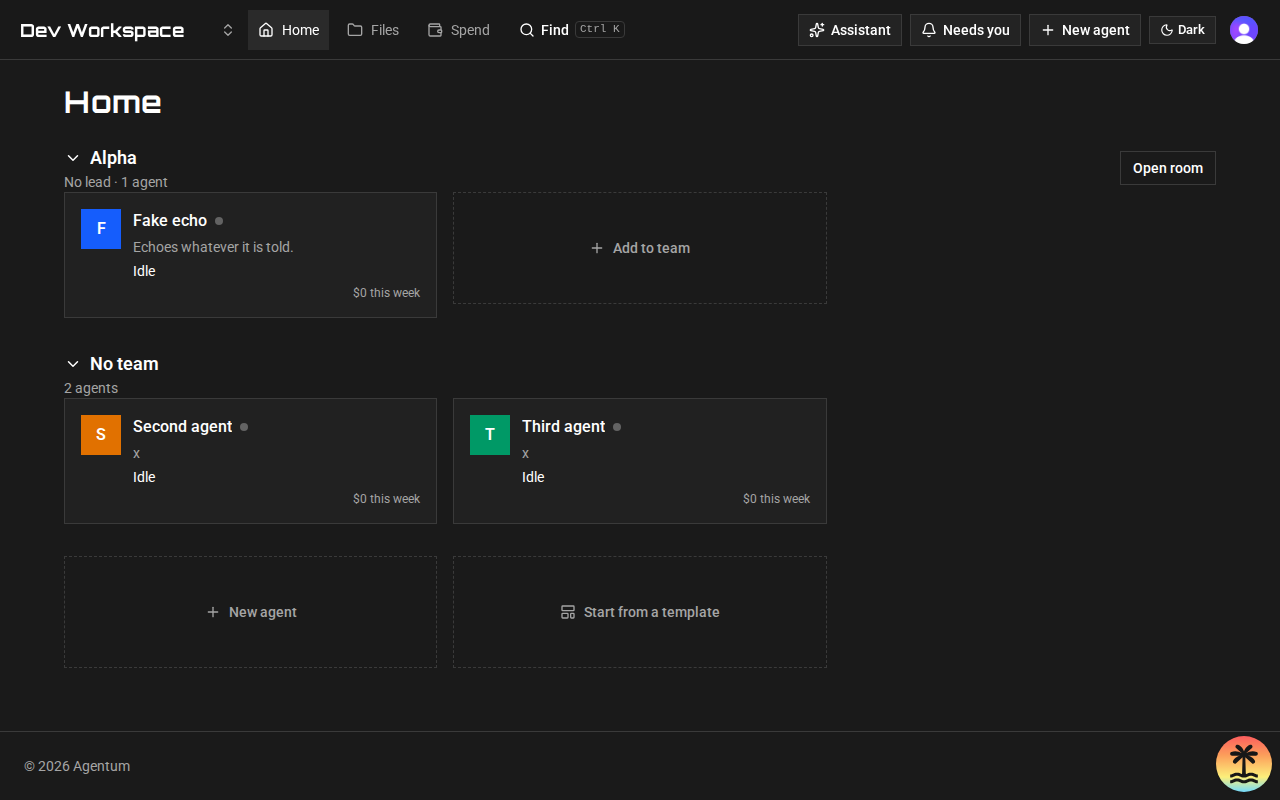 Dev Workspace
Home
Files
Spend
Find Ctrl K
Assistant
Needs you
New agent
Dark
Home
Alpha
Open room
No lead · 1 agent
F
Fake echo
Echoes whatever it is told.
Idle
$0 this week
Add to team
No team
2 agents
S
Second agent
x
Idle
$0 this week
T
Third agent
x
Idle
$0 this week
New agent
Start from a template
© 2026 Agentum